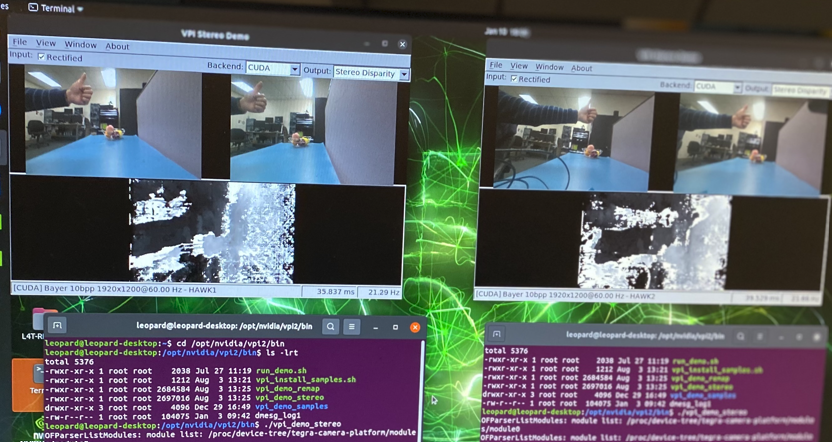 es Terminal
VPI Stereo Demo
File View Window About
Input: Rectified Backend: CUDA Output: Stereo Disparity
[CUDA] Bayer 10bpp 1920x1200@60.00 Hz - HAWK1 35.837 ms 21.29 Hz
File View Window About
Input: Rectified Backend: CUDA Output: Stereo Disparity
[CUDA] Bayer 10bpp 1920x1200@60.00 Hz - HAWK2
L4T-R
Ter
leopard@leopard-desktop: /opt/nvidia/vpi2/bin
leopard@leopard-desktop:~$ cd /opt/nvidia/vpi2/bin
leopard@leopard-desktop:/opt/nvidia/vpi2/bin$ ls -lrt
total 5376
-rwxr-xr-x 1 root root 2038 Jul 27 11:19 run_demo.sh
-rwxr-xr-x 1 root root 1212 Aug 3 13:21 vpi_install_samples.sh
-rwxr-xr-x 1 root root 2684584 Aug 3 13:25 vpi_demo_remap
-rwxr-xr-x 1 root root 2697016 Aug 3 13:25 vpi_demo_stereo
drwxr-xr-x 3 root root 4096 Dec 29 16:49 vpi_demo_samples
-rw-r--r-- 1 root root 104075 Jan 3 09:42 dmesg_log1
leopard@leopard-desktop:/opt/nvidia/vpi2/bin$ ./vpi_demo_stereo
OFParserListModules: module list: /proc/device-tree/tegra-camera-platform/module
leopard@leopard-desktop: /opt/nvidia/vpi2/bin
total 5376
-rwxr-xr-x 1 root root 2038 Jul 27 11:19 run_demo.sh
-rwxr-xr-x 1 root root 1212 Aug 3 13:21 vpi_install_samples.sh
-rwxr-xr-x 1 root root 2684584 Aug 3 13:25 vpi_demo_remap
-rwxr-xr-x 1 root root 2697016 Aug 3 13:25 vpi_demo_stereo
drwxr-xr-x 3 root root 4096 Dec 29 16:49 vpi_demo_samples
-rw-r--r-- 1 root root 104075 Jan 3 09:42 dmesg_log1
leopard@leopard-desktop:/opt/nvidia/vpi2/bin$ ./vpi_demo_stereo
OFParserListModules: module list: /proc/device-tree/tegra-camera-platform/module
s/module0